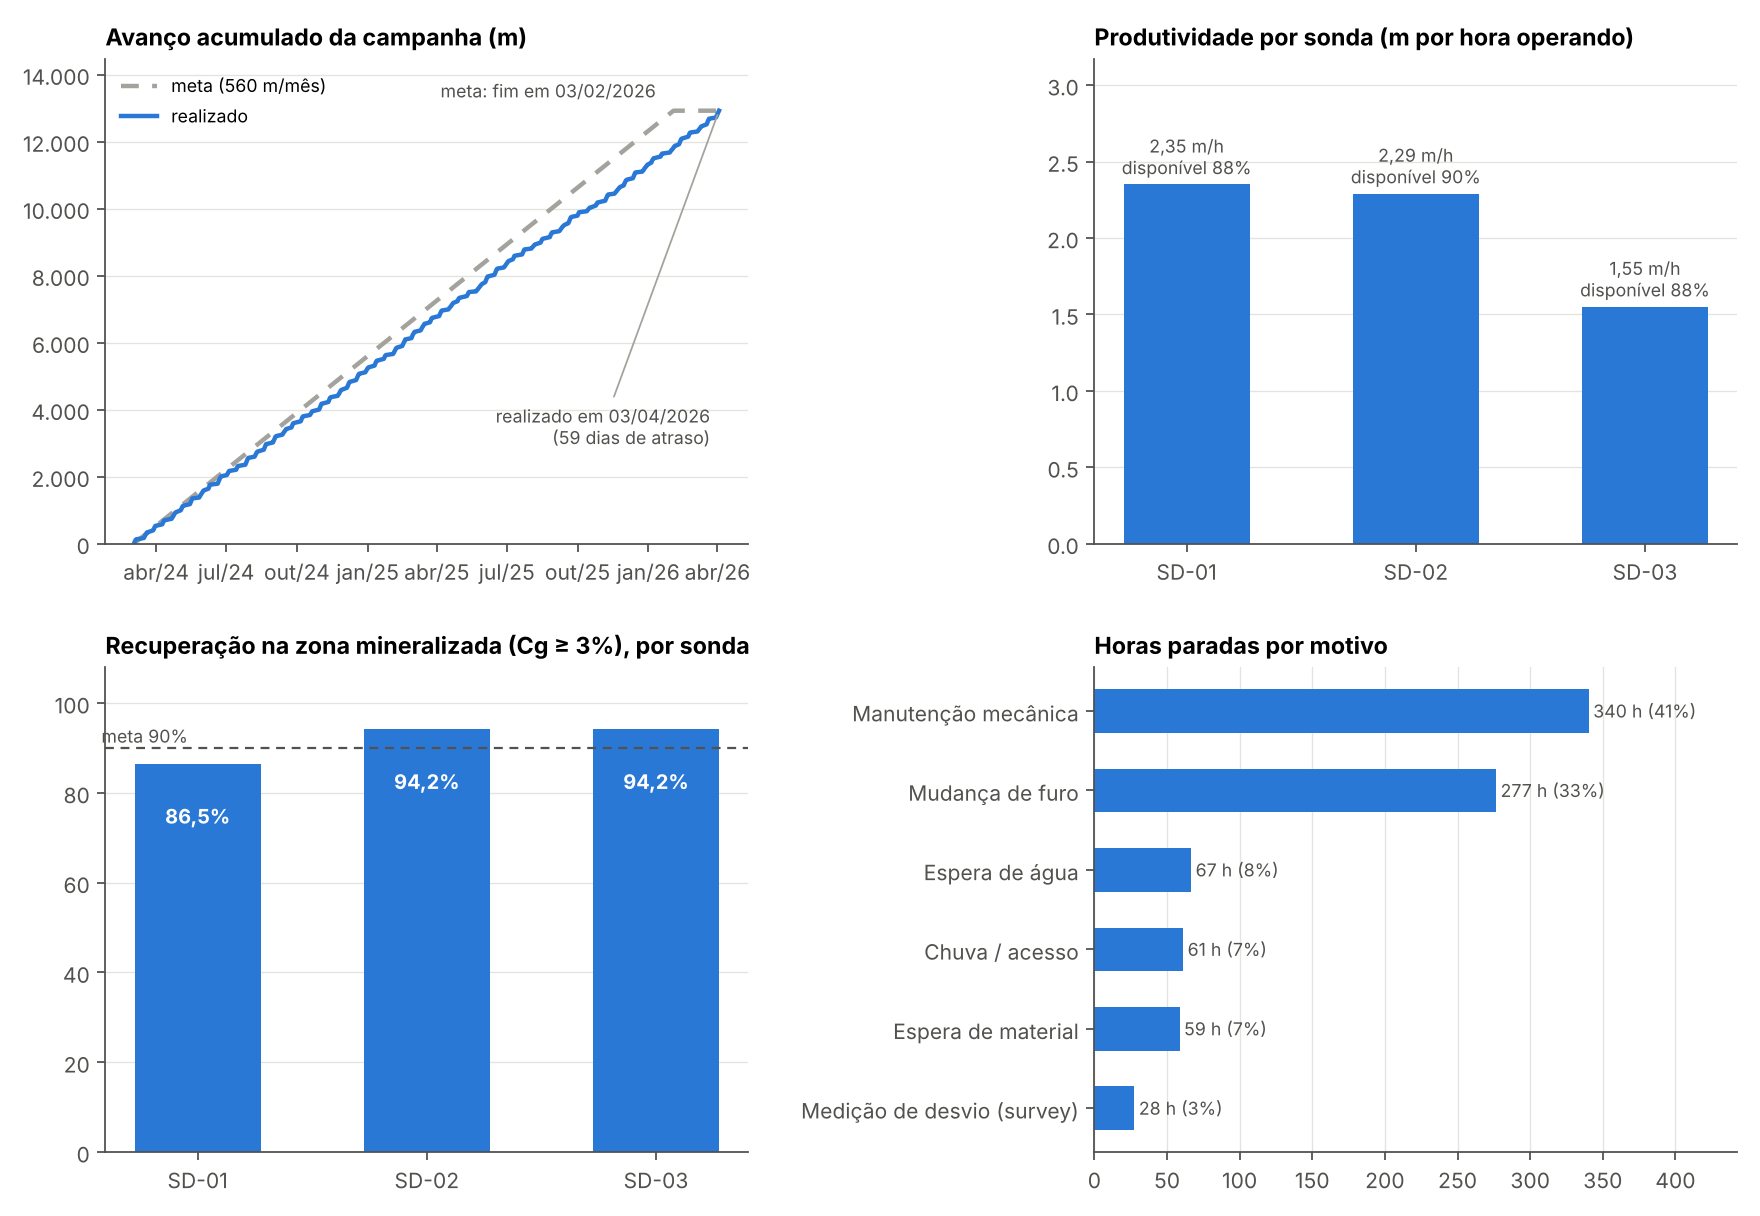 Avanço acumulado da campanha (m)
14.000
12.000
10.000
8.000
6.000
4.000
2.000
0
meta (560 m/mês)
realizado
meta: fim em 03/02/2026
realizado em 03/04/2026
(59 dias de atraso)
abr/24 jul/24 out/24 jan/25 abr/25 jul/25 out/25 jan/26 abr/26
Produtividade por sonda (m por hora operando)
3.0
2.5
2.0
1.5
1.0
0.5
0.0
2,35 m/h
disponível 88%
2,29 m/h
disponível 90%
1,55 m/h
disponível 88%
SD-01 SD-02 SD-03
Recuperação na zona mineralizada (Cg ≥ 3%), por sonda
100
80
60
40
20
0
meta 90%
86,5%
94,2%
94,2%
SD-01 SD-02 SD-03
Horas paradas por motivo
Manutenção mecânica 340 h (41%)
Mudança de furo 277 h (33%)
Espera de água 67 h (8%)
Chuva / acesso 61 h (7%)
Espera de material 59 h (7%)
Medição de desvio (survey) 28 h (3%)
0 50 100 150 200 250 300 350 400